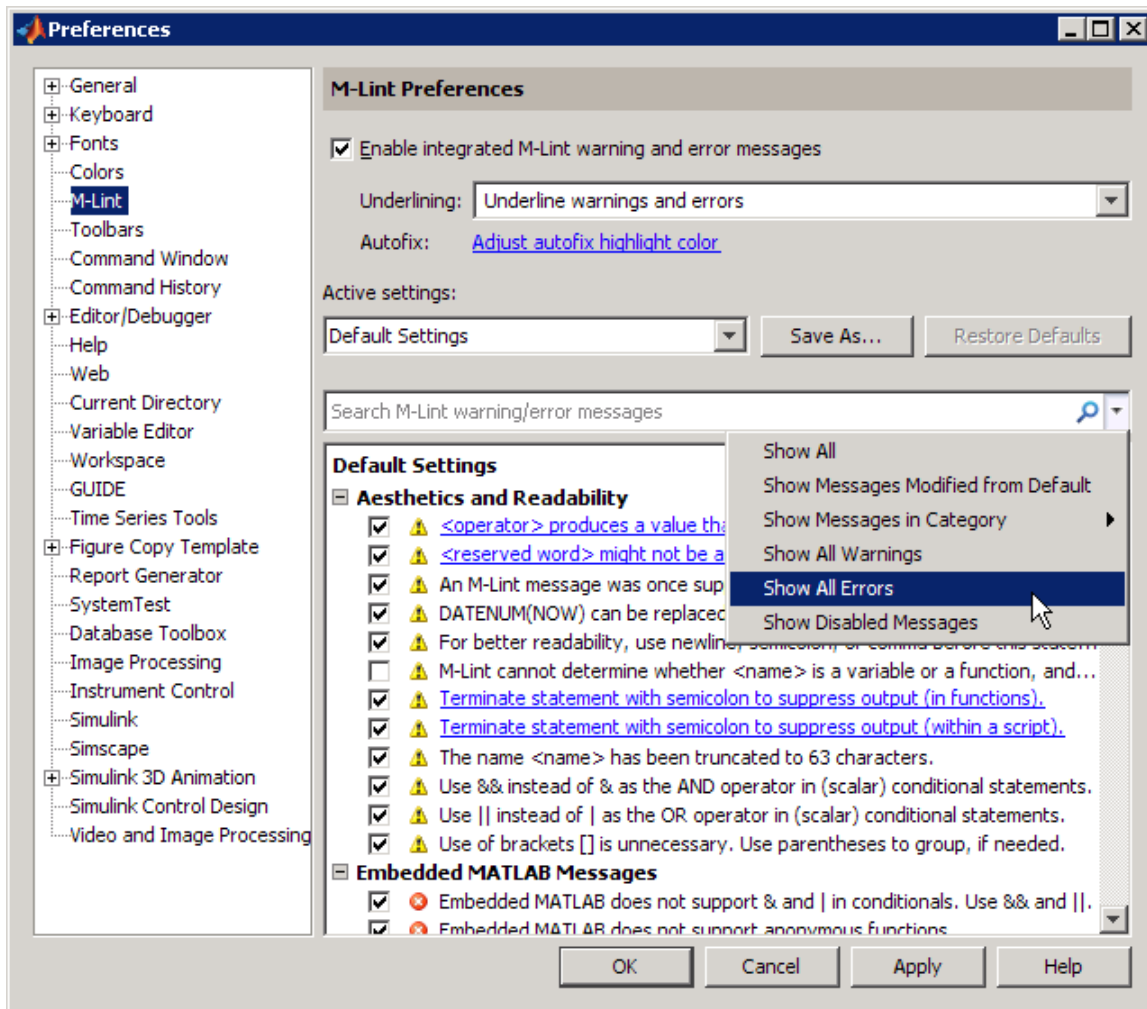 Preferences
General
Keyboard
Fonts
Colors
M-Lint
Toolbars
Command Window
Command History
Editor/Debugger
Help
Web
Current Directory
Variable Editor
Workspace
GUIDE
Time Series Tools
Figure Copy Template
Report Generator
SystemTest
Database Toolbox
Image Processing
Instrument Control
Simulink
Simscape
Simulink 3D Animation
Simulink Control Design
Video and Image Processing
M-Lint Preferences
Enable integrated M-Lint warning and error messages
Underlining: Underline warnings and errors
Autofix: Adjust autofix highlight color
Active settings:
Default Settings Save As... Restore Defaults
Search M-Lint warning/error messages
Show All
Show Messages Modified from Default
Show Messages in Category
Show All Warnings
Show All Errors
Show Disabled Messages
Default Settings
Aesthetics and Readability
<operator> produces a value
<reserved word> might not be a
An M-Lint message was once
DATENUM(NOW) can be replaced
For better readability, use newline, semicolon, or comma before this
M-Lint cannot determine whether <name> is a variable or a function, and...
Terminate statement with semicolon to suppress output (in functions).
Terminate statement with semicolon to suppress output (within a script).
The name <name> has been truncated to 63 characters.
Use && instead of & as the AND operator in (scalar) conditional statements.
Use || instead of | as the OR operator in (scalar) conditional statements.
Use of brackets [] is unnecessary. Use parentheses to group, if needed.
Embedded MATLAB Messages
Embedded MATLAB does not support & and | in conditionals. Use && and ||.
Embedded MATLAB does not support anonymous functions
OK Cancel Apply Help